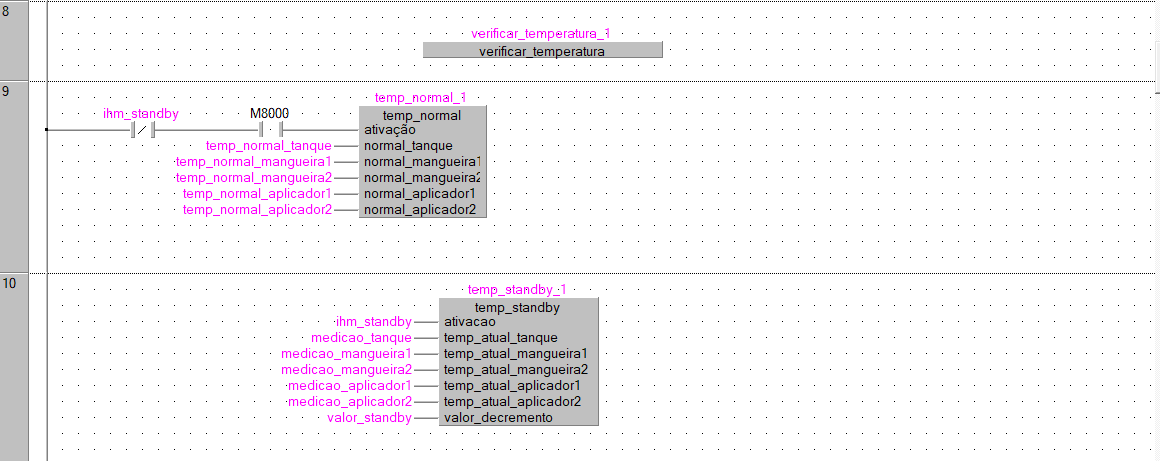 8
verificar_temperatura_1
verificar_temperatura
9
temp_normal_1
ihm_standby M8000 temp_normal
ativação
temp_normal_tanque normal_tanque
temp_normal_mangueira1 normal_mangueira1
temp_normal_mangueira2 normal_mangueira2
temp_normal_aplicador1 normal_aplicador1
temp_normal_aplicador2 normal_aplicador2
10
temp_standby_1
temp_standby
ihm_standby ativacao
medicao_tanque temp_atual_tanque
medicao_mangueira1 temp_atual_mangueira1
medicao_mangueira2 temp_atual_mangueira2
medicao_aplicador1 temp_atual_aplicador1
medicao_aplicador2 temp_atual_aplicador2
valor_standby valor_decremento